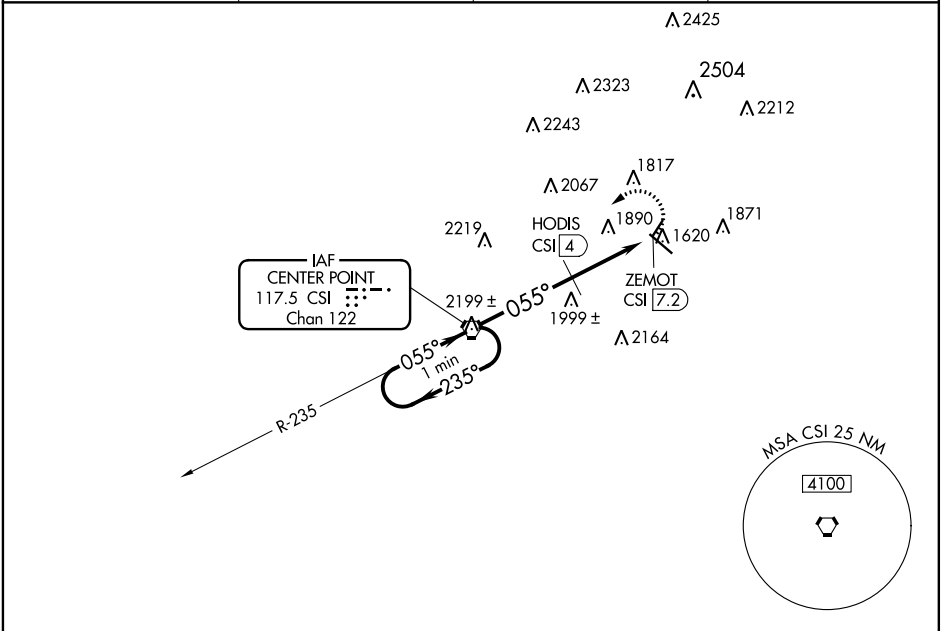 2425
2504
2323
2212
2243
1817
2067
HODIS
CSI 4
1890
1871
2219
1620
IAF
CENTER POINT
117.5 CSI
Chan 122
ZEMOT
CSI 7.2
2199 ±
055°
1999 ±
2164
055°
1 min
235°
R-235
MSA CSI 25 NM
4100